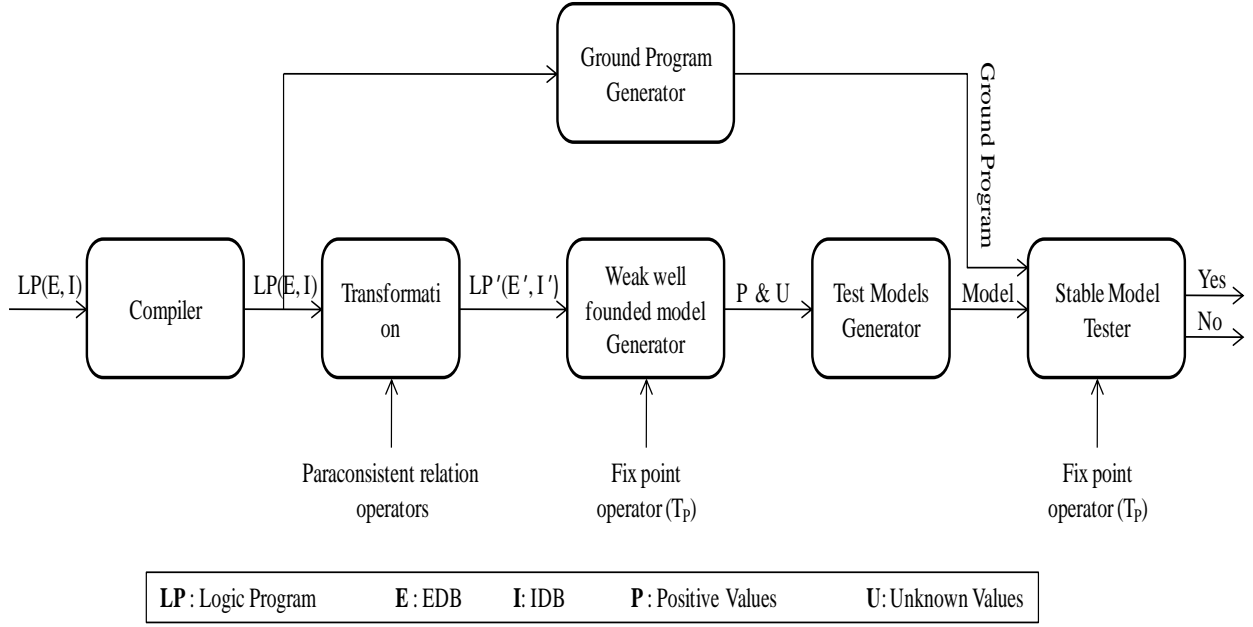 Ground Program
Generator
Ground Program
LP(E, I)
Compiler
LP(E, I)
Transformati
on
LP′(E′, I′)
Weak well
founded model
Generator
P & U
Test Models
Generator
Model
Stable Model
Tester
Yes
No
Paraconsistent relation
operators
Fix point
operator (TP)
Fix point
operator (TP)
LP : Logic Program E : EDB I: IDB P : Positive Values U: Unknown Values